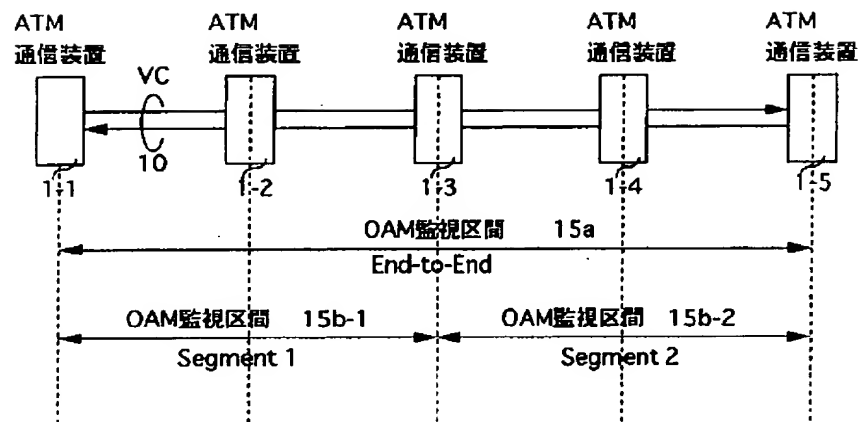 ATM ATM ATM ATM ATM
通信装置 通信装置 通信装置 通信装置 通信装置
VC
10
1-1 1-2 1-3 1-4 1-5
OAM監視区間 15a
End-to-End
OAM監視区間 15b-1 OAM監視区間 15b-2
Segment 1 Segment 2